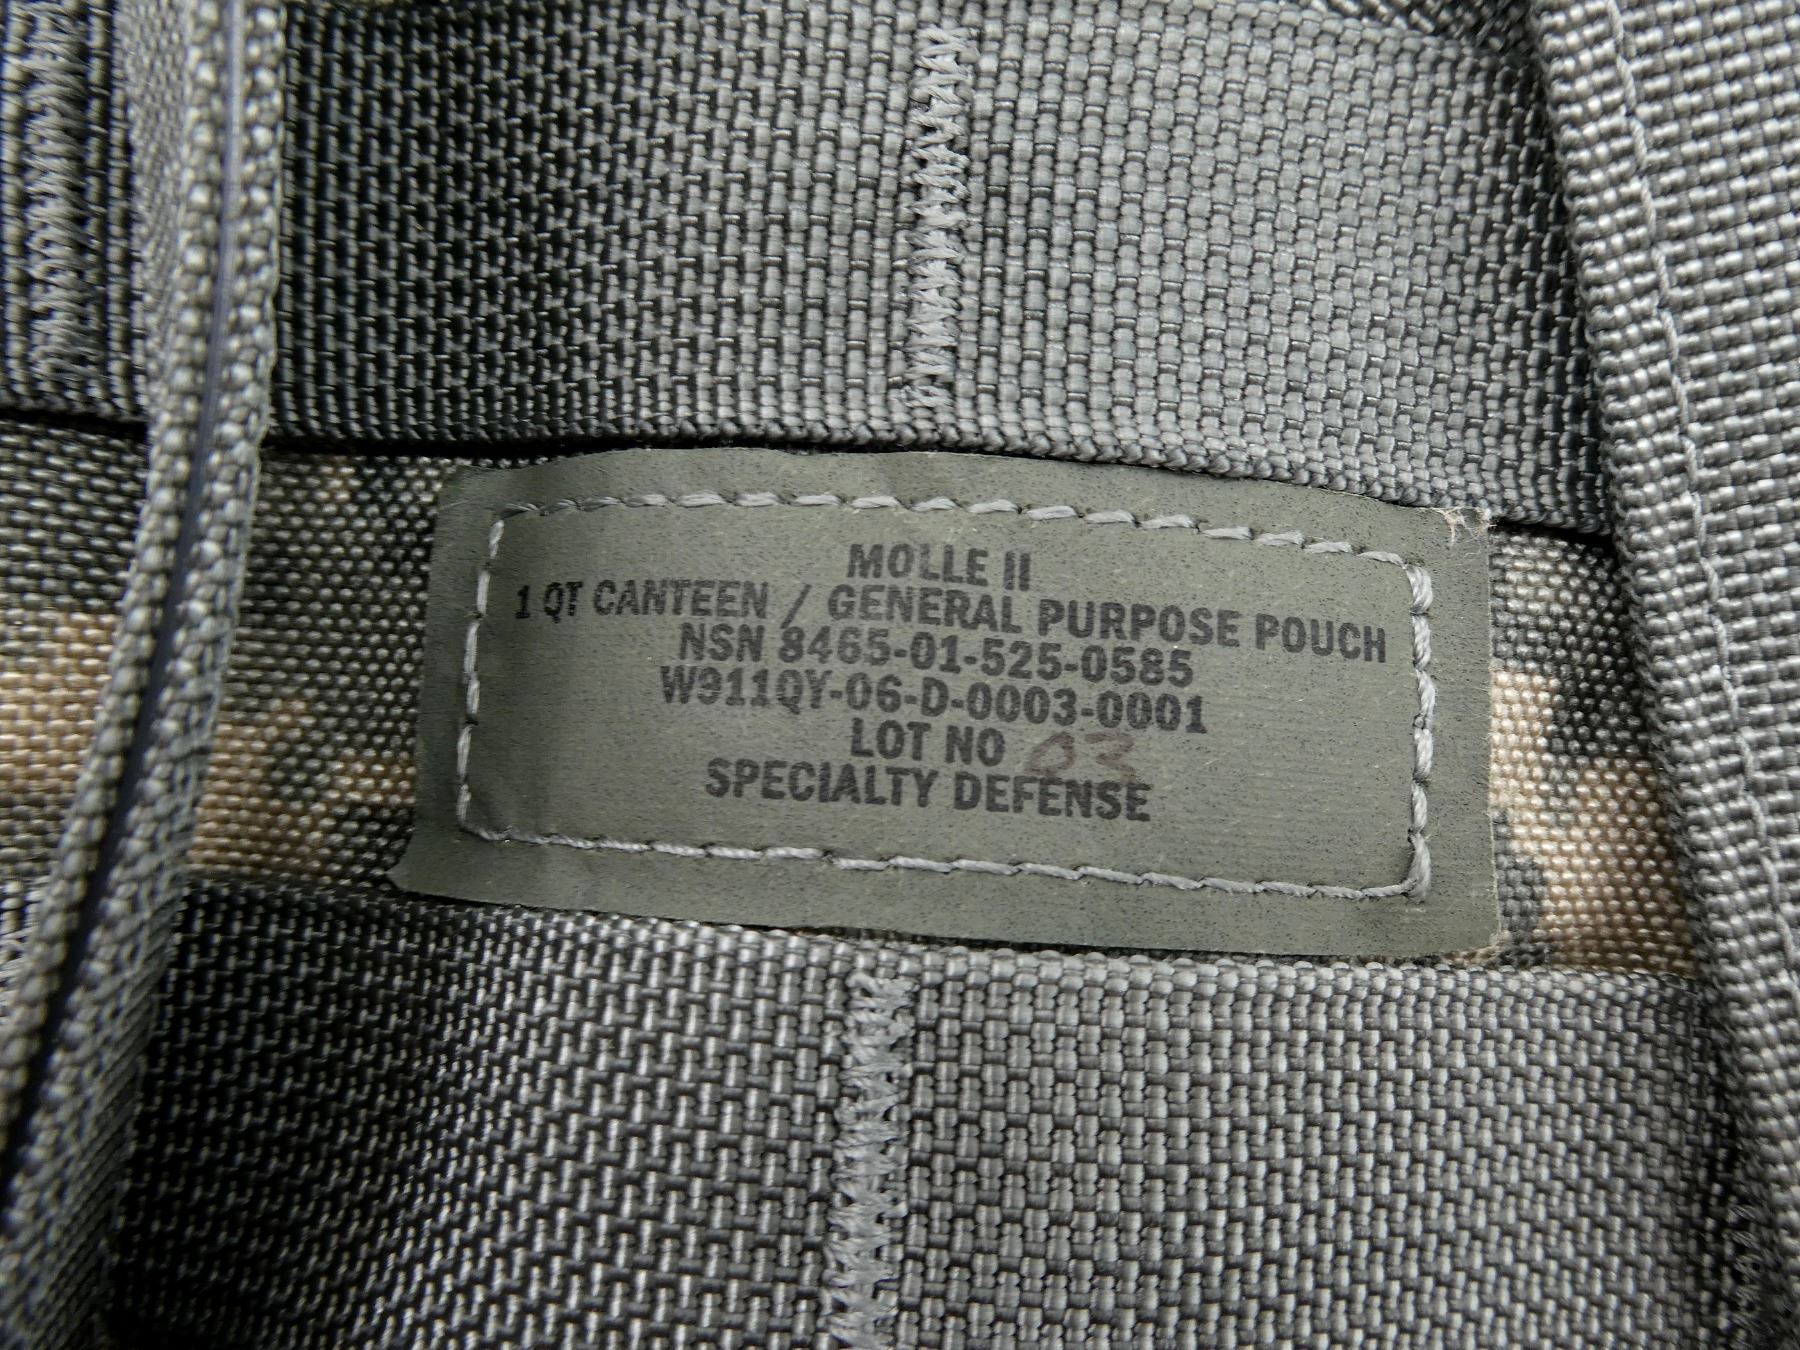 MOLLE II
1 QT CANTEEN / GENERAL PURPOSE POUCH
NSN 8465-01-525-0585
W911QY-06-D-0003-0001
LOT NO 03
SPECIALTY DEFENSE